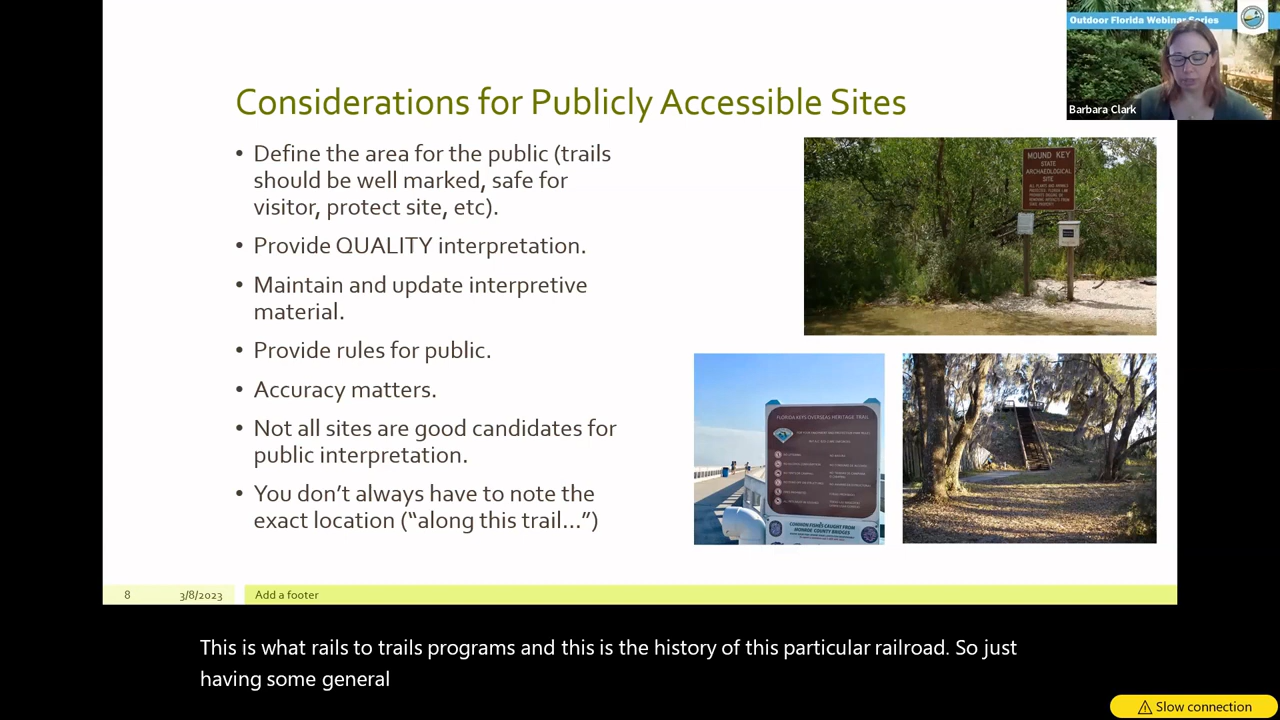 Outdoor Florida Webinar Series
Barbara Clark
Considerations for Publicly Accessible Sites
• Define the area for the public (trails
should be well marked, safe for
visitor, protect site, etc).
• Provide QUALITY interpretation.
• Maintain and update interpretive
material.
• Provide rules for public.
• Accuracy matters.
• Not all sites are good candidates for
public interpretation.
• You don’t always have to note the
exact location (“along this trail...”)
MOUND KEY
STATE
ARCHAEOLOGICAL
SITE
FLORIDA KEYS OVERSEAS HERITAGE TRAIL
COMMON FISHES CAUGHT FROM
MONROE COUNTY BRIDGES
8
3/8/2023
Add a footer
This is what rails to trails programs and this is the history of this particular railroad. So just
having some general
Slow connection